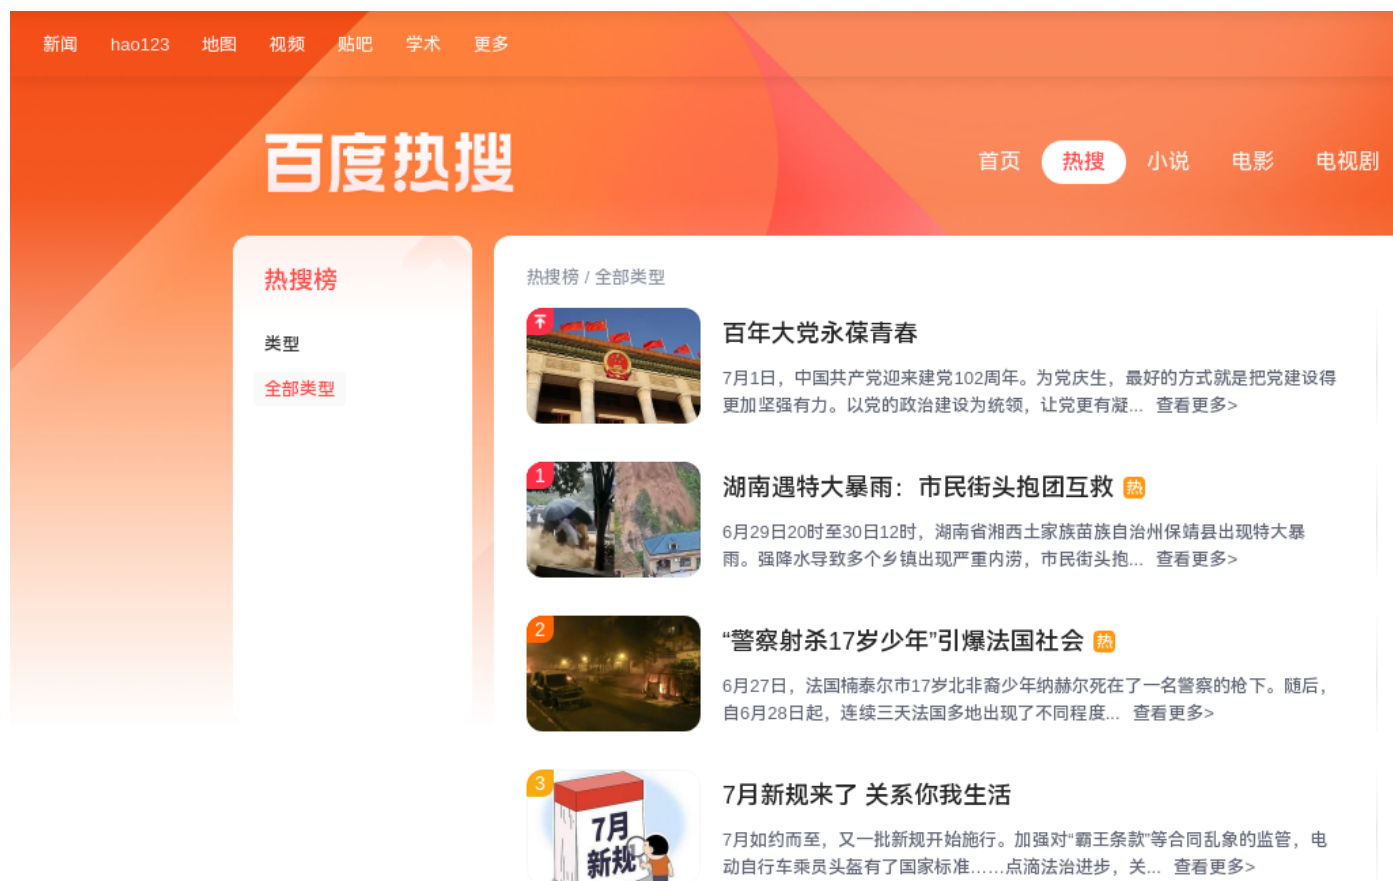 新闻 hao123 地图 视频 贴吧 学术 更多
百度热搜
首页 热搜 小说 电影 电视剧
热搜榜
类型
全部类型
热搜榜 / 全部类型
百年大党永葆青春
7月1日，中国共产党迎来建党102周年。为党庆生，最好的方式就是把党建设得
更加坚强有力。以党的政治建设为统领，让党更有凝... 查看更多>
1
湖南遇特大暴雨：市民街头抱团互救 热
6月29日20时至30日12时，湖南省湘西土家族苗族自治州保靖县出现特大暴
雨。强降水导致多个乡镇出现严重内涝，市民街头抱... 查看更多>
2
“警察射杀17岁少年”引爆法国社会 热
6月27日，法国楠泰尔市17岁北非裔少年纳赫尔死在了一名警察的枪下。随后，
自6月28日起，连续三天法国多地出现了不同程度... 查看更多>
3
7月
新规
7月新规来了 关系你我生活
7月如约而至，又一批新规开始施行。加强对“霸王条款”等合同乱象的监管，电
动自行车乘员头盔有了国家标准……点滴法治进步，关... 查看更多>